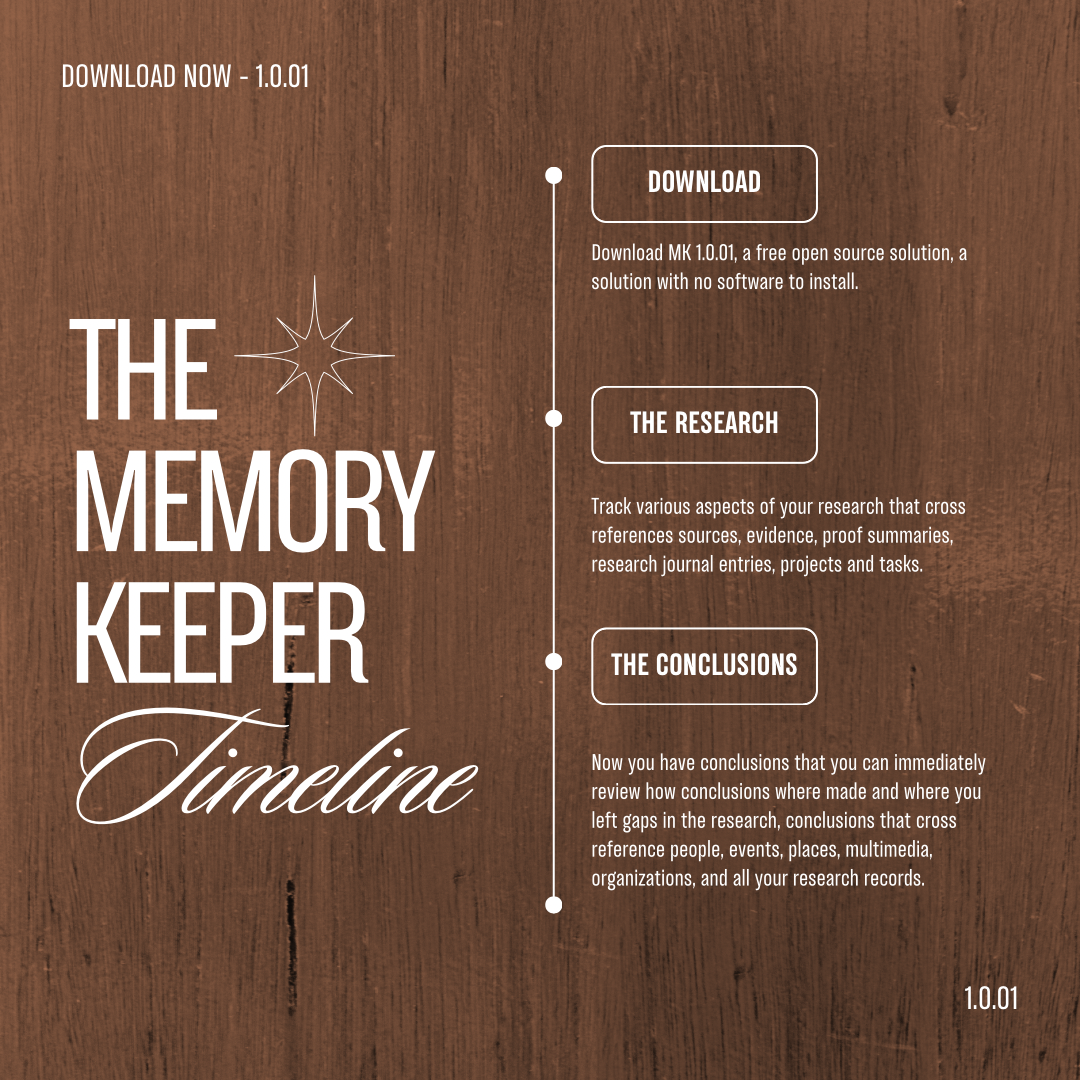 DOWNLOAD NOW - 1.0.01
THE
MEMORY
KEEPER
Timeline
DOWNLOAD
Download MK 1.0.01, a free open source solution, a
solution with no software to install.
THE RESEARCH
Track various aspects of your research that cross
references sources, evidence, proof summaries,
research journal entries, projects and tasks.
THE CONCLUSIONS
Now you have conclusions that you can immediately
review how conclusions where made and where you
left gaps in the research, conclusions that cross
reference people, events, places, multimedia,
organizations, and all your research records.
1.0.01